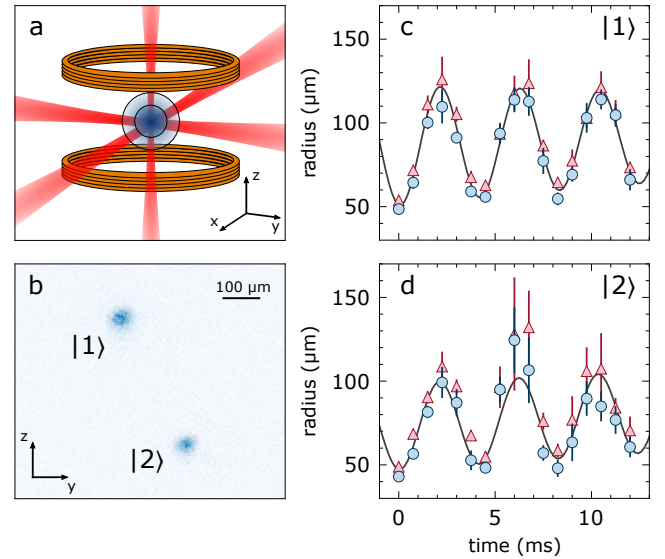 a
z
x
y
b
100 μm
|1⟩
|2⟩
z
y
c
|1⟩
radius (μm)
150
100
50
d
|2⟩
radius (μm)
150
100
50
0
5
10
time (ms)